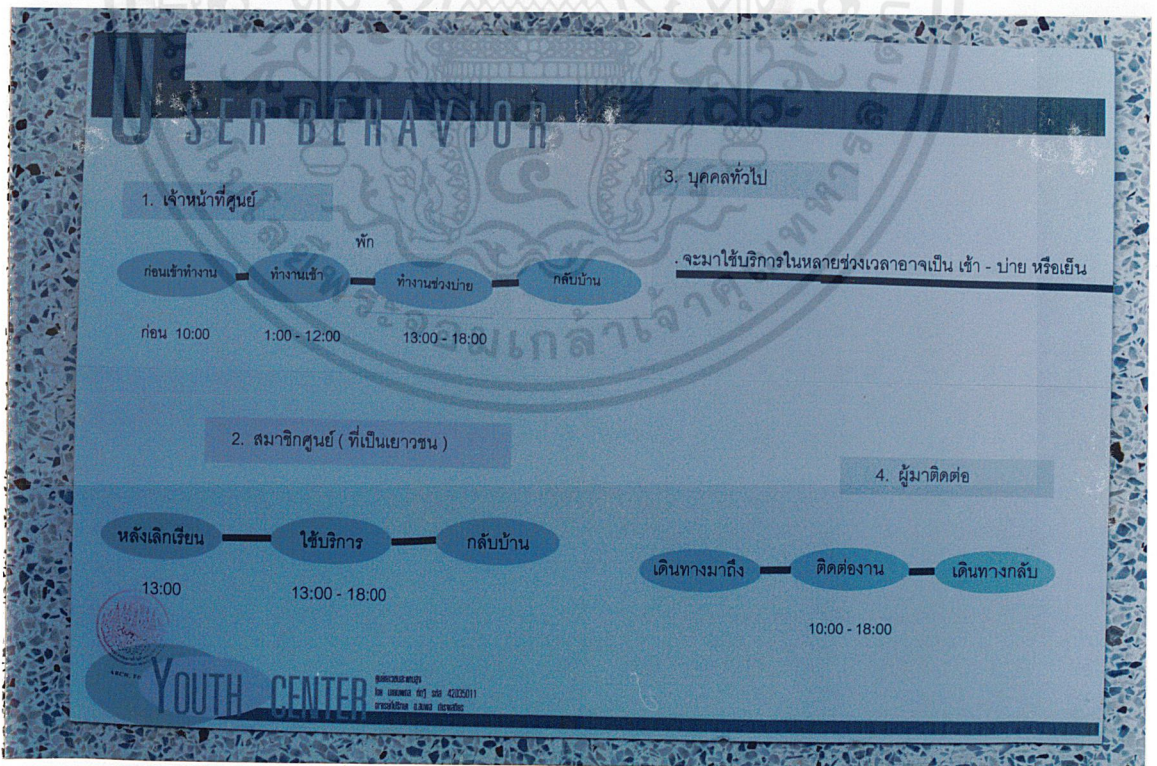 USER BEHAVIOR
1. เจ้าหน้าที่ศูนย์
พัก
ก่อนเข้าทำงาน
ทำงานเช้า
ทำงานช่วงบ่าย
กลับบ้าน
ก่อน 10:00
1:00 - 12:00
13:00 - 18:00
2. สมาชิกศูนย์ ( ที่เป็นเยาวชน )
หลังเลิกเรียน
ใช้บริการ
กลับบ้าน
13:00
13:00 - 18:00
3. บุคคลทั่วไป
. จะมาใช้บริการในหลายช่วงเวลาอาจเป็น เช้า - บ่าย หรือเย็น
4. ผู้มาติดต่อ
เดินทางมาถึง
ติดต่องาน
เดินทางกลับ
10:00 - 18:00
YOUTH CENTER
42035011